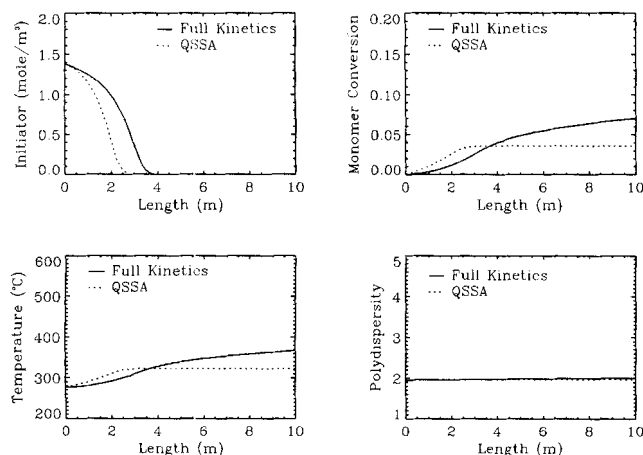 2.0
1.5
1.0
0.5
0.0
Initiator (mole/m³)
Full Kinetics
QSSA
0 2 4 6 8 10
Length (m)
0.20
0.15
0.10
0.05
0.00
Monomer Conversion
Full Kinetics
QSSA
0 2 4 6 8 10
Length (m)
600
500
400
300
200
Temperature (°C)
Full Kinetics
QSSA
0 2 4 6 8 10
Length (m)
5
4
3
2
1
Polydispersity
Full Kinetics
QSSA
0 2 4 6 8 10
Length (m)